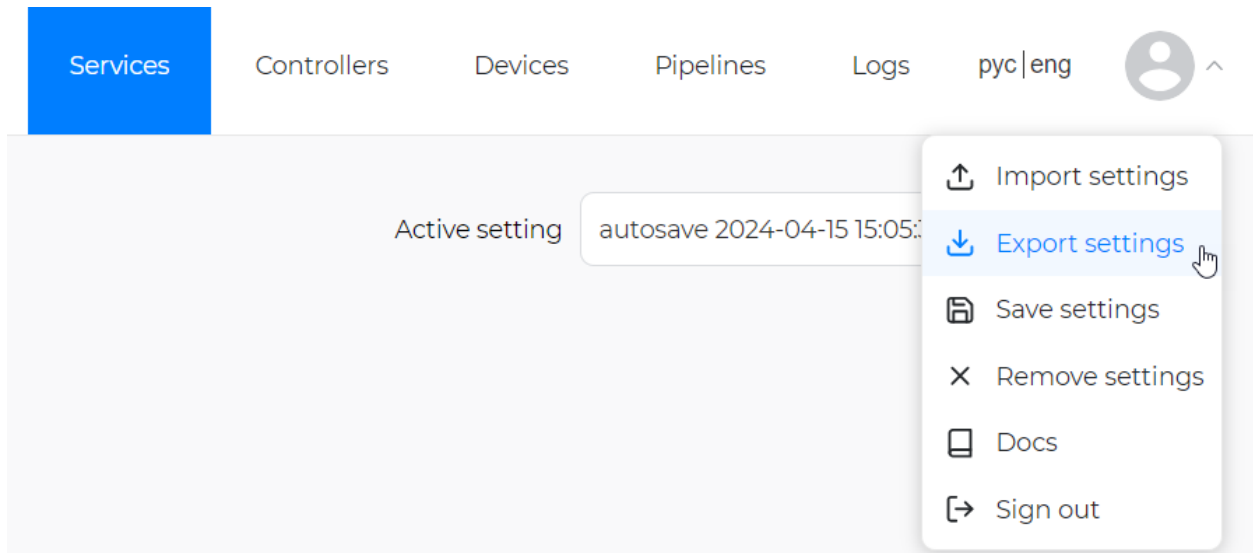 Services Controllers Devices Pipelines Logs рус|eng
Import settings
Active setting autosave 2024-04-15 15:05:
Export settings
Save settings
Remove settings
Docs
Sign out